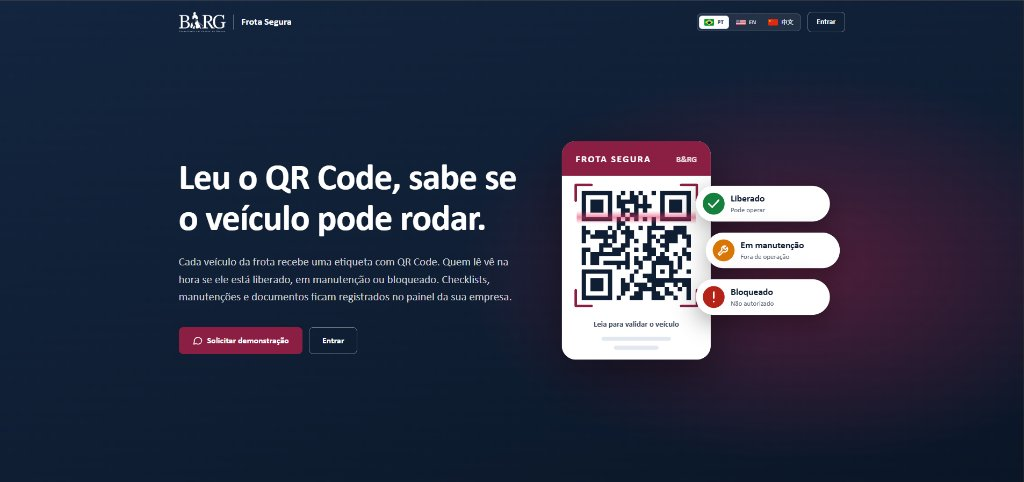 B&RG
Frota Segura
PT
EN
中文
Entrar
Leu o QR Code, sabe se
o veículo pode rodar.
Cada veículo da frota recebe uma etiqueta com QR Code. Quem lê vê na
hora se ele está liberado, em manutenção ou bloqueado. Checklists,
manutenções e documentos ficam registrados no painel da sua empresa.
Solicitar demonstração
Entrar
FROTA SEGURA
B&RG
Leia para validar o veículo
Liberado
Pode operar
Em manutenção
Fora de operação
Bloqueado
Não autorizado